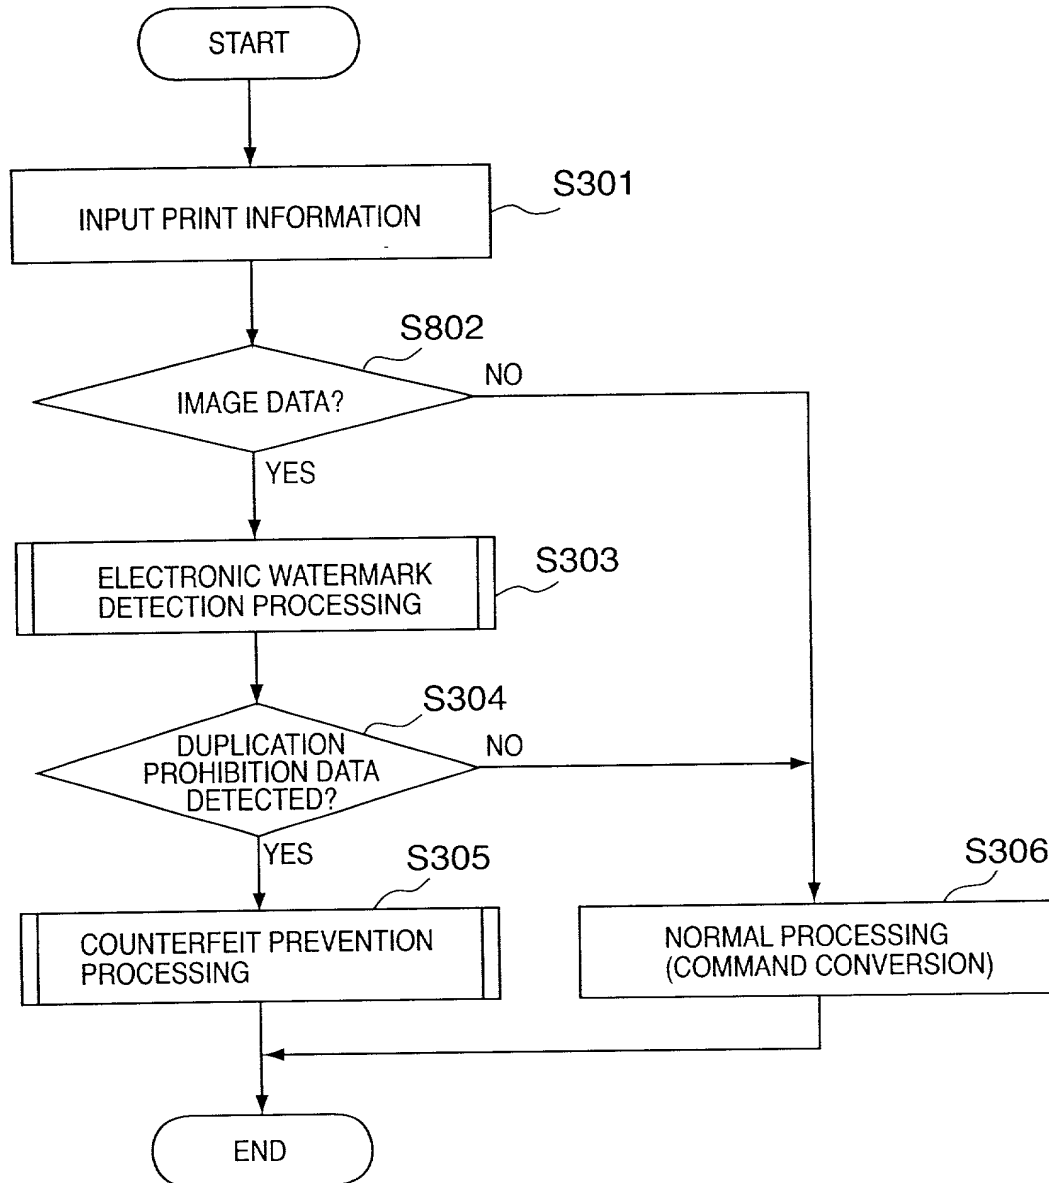 START
INPUT PRINT INFORMATION
S301
S802
IMAGE DATA?
NO
YES
ELECTRONIC WATERMARK
DETECTION PROCESSING
S303
S304
DUPLICATION
PROHIBITION DATA
DETECTED?
NO
YES
S305
COUNTERFEIT PREVENTION
PROCESSING
S306
NORMAL PROCESSING
(COMMAND CONVERSION)
END